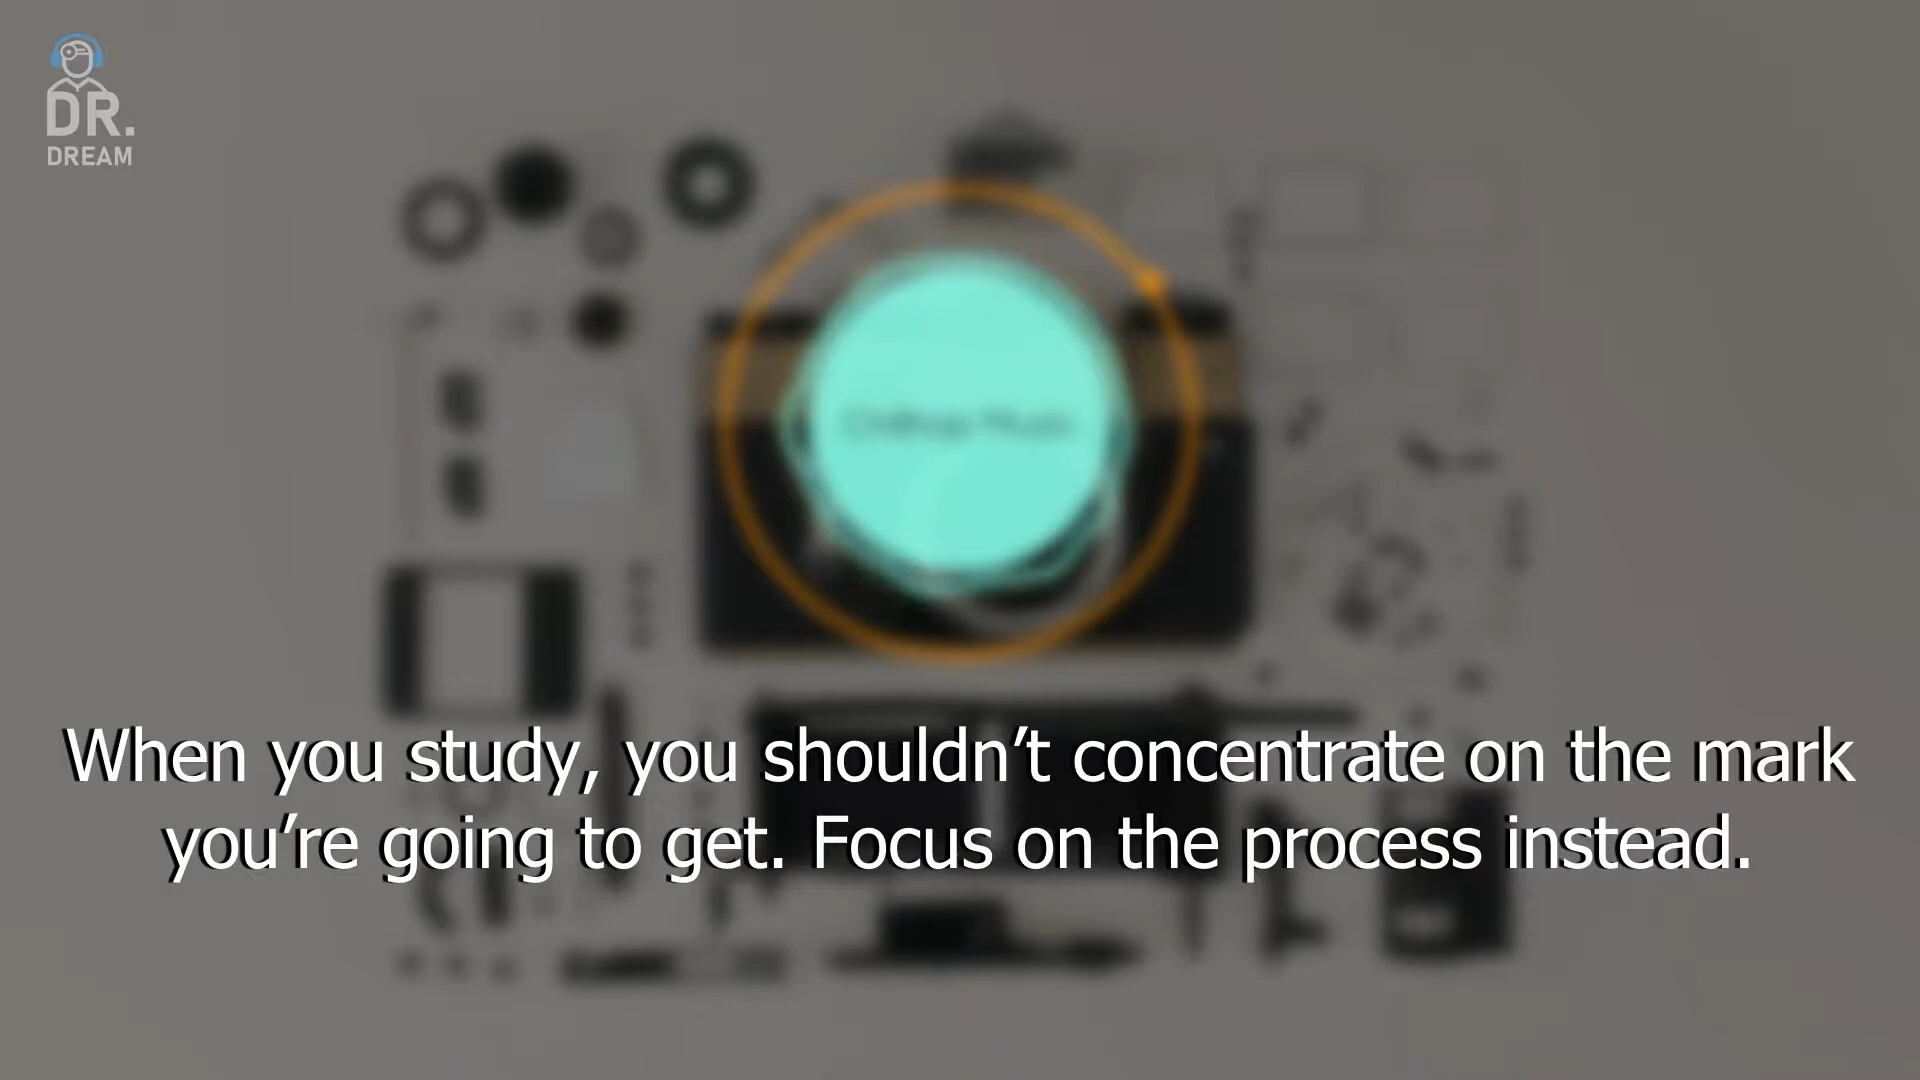 DR.
DREAM
When you study, you shouldn’t concentrate on the mark
you’re going to get. Focus on the process instead.